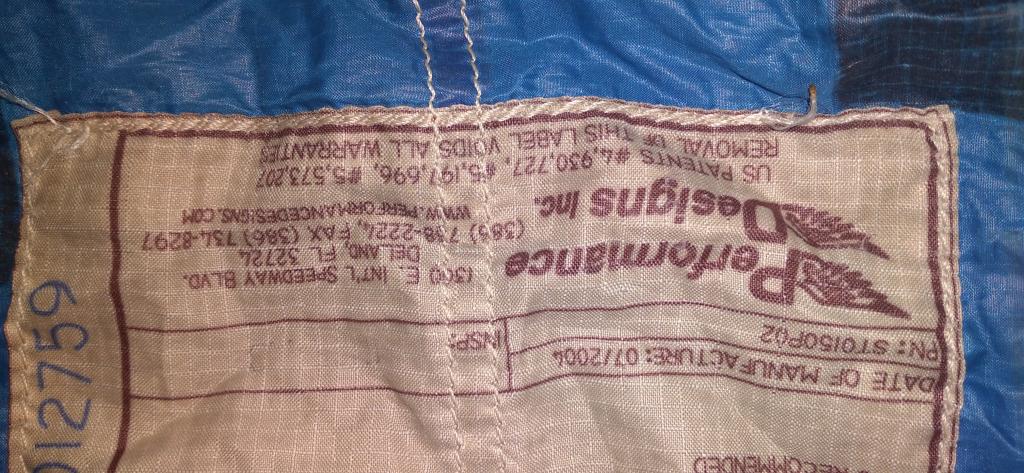 RECOMMENDED
DATE OF MANUFACTURE: 07/2004
PN: ST0150F02
INSP:
Performance
Designs Inc.
1300 E. INT'L SPEEDWAY BLVD.
DELAND, FL 32724
(386) 738-2224, FAX (386) 734-8297
WWW.PERFORMANCEDESIGNS.COM
US PATENTS #4,930,727, #5,197,696, #5,573,207
REMOVAL OF THIS LABEL VOIDS ALL WARRANTIES
012759